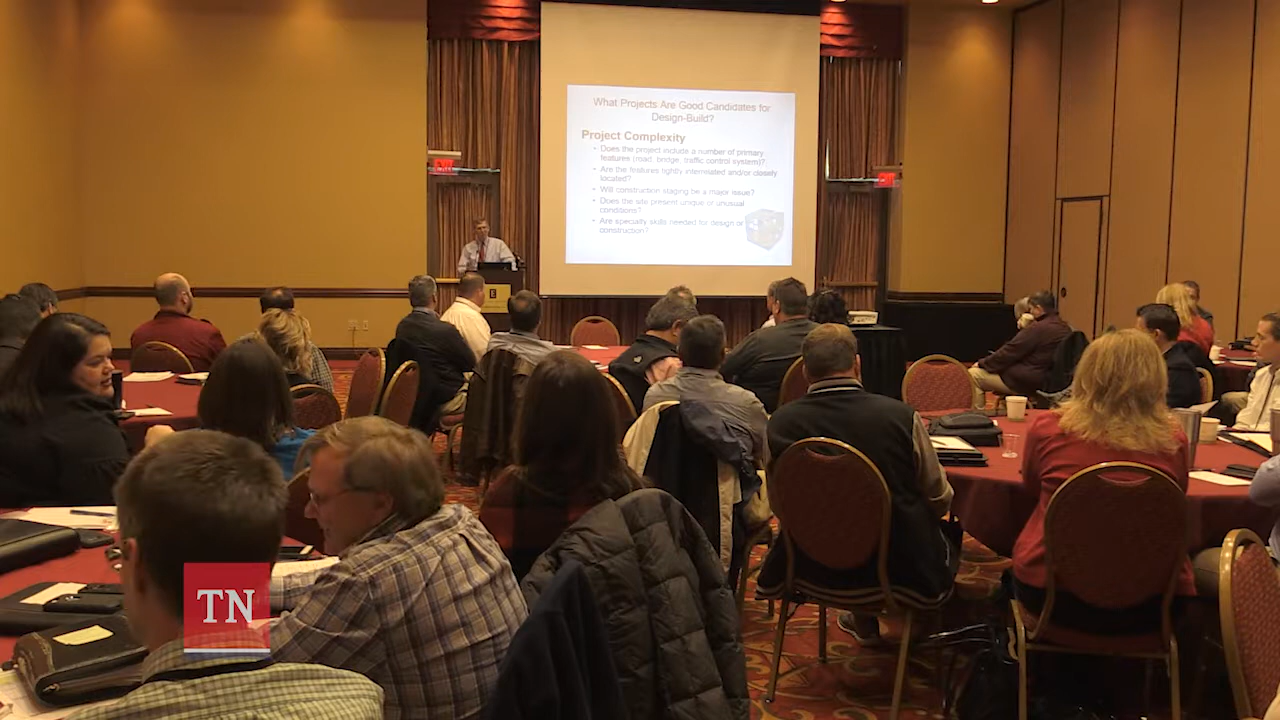 What Projects Are Good Candidates for
Design-Build?
Project Complexity
• Does the project include a number of primary
features (road, bridge, traffic control system)?
• Are the features tightly interrelated and/or closely
located?
• Will construction staging be a major issue?
• Does the site present unique or unusual
conditions?
• Are specialty skills needed for design or
construction?
EXIT
EXIT
E
TN